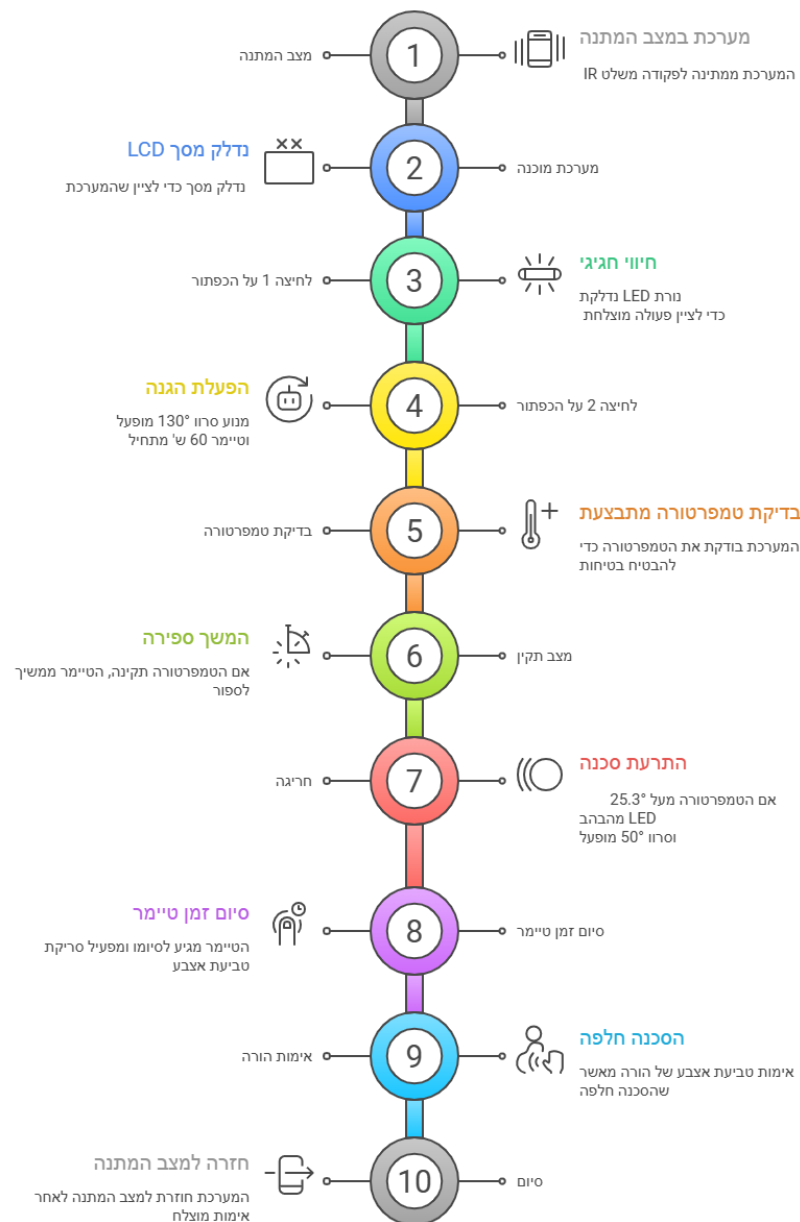 מערכת במצב המתנה
המערכת ממתינה לפקודה משלט IR
1
מצב המתנה
מערכת מוכנה
2
נדלק מסך LCD
נדלק מסך כדי לציין שהמערכת
חיווי חגיגי
נורת LED נדלקת
כדי לציין פעולה מוצלחת
3
לחיצה 1 על הכפתור
לחיצה 2 על הכפתור
4
הפעלת הגנה
מנוע סרוו 130° מופעל
וטיימר 60 ש' מתחיל
בדיקת טמפרטורה מתבצעת
המערכת בודקת את הטמפרטורה כדי
להבטיח בטיחות
5
בדיקת טמפרטורה
מצב תקין
6
המשך ספירה
אם הטמפרטורה תקינה, הטיימר ממשיך
לספור
התרעת סכנה
אם הטמפרטורה מעל 25.3°
LED מהבהב
וסרוו 50° מופעל
7
חריגה
סיום זמן טיימר
8
סיום זמן טיימר
הטיימר מגיע לסיומו ומפעיל סריקת
טביעת אצבע
הסכנה חלפה
אימות טביעת אצבע של הורה מאשר
שהסכנה חלפה
9
אימות הורה
סיום
10
חזרה למצב המתנה
המערכת חוזרת למצב המתנה לאחר
אימות מוצלח